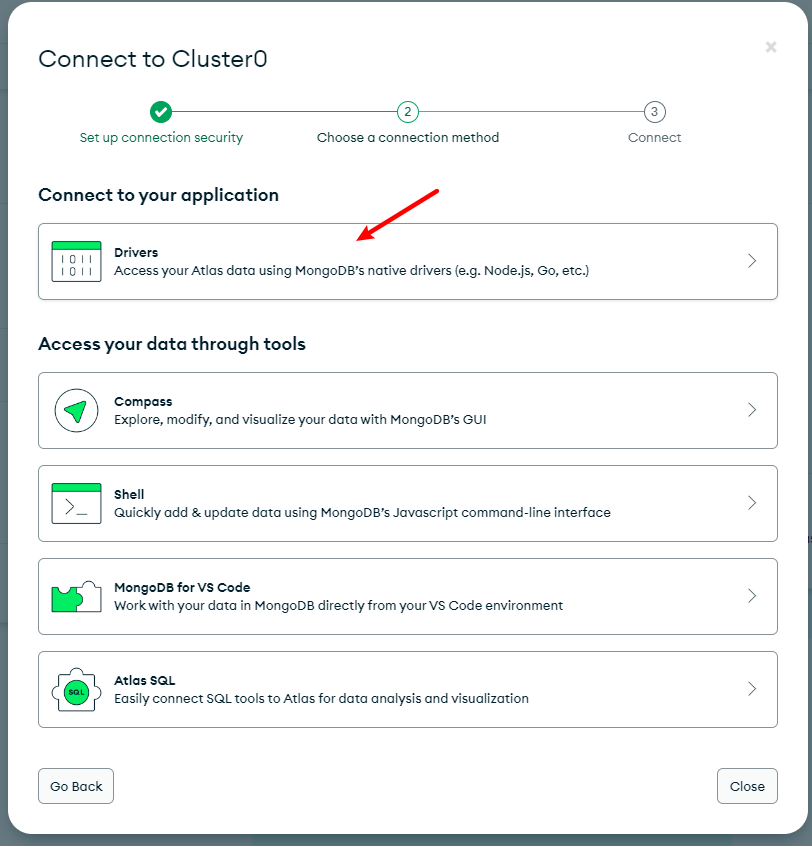 Connect to Cluster0
2
3
Set up connection security
Choose a connection method
Connect
Connect to your application
Drivers
Access your Atlas data using MongoDB's native drivers (e.g. Node.js, Go, etc.)
Access your data through tools
Compass
Explore, modify, and visualize your data with MongoDB's GUI
Shell
Quickly add & update data using MongoDB's Javascript command-line interface
MongoDB for VS Code
Work with your data in MongoDB directly from your VS Code environment
SQL
Atlas SQL
Easily connect SQL tools to Atlas for data analysis and visualization
Go Back
Close